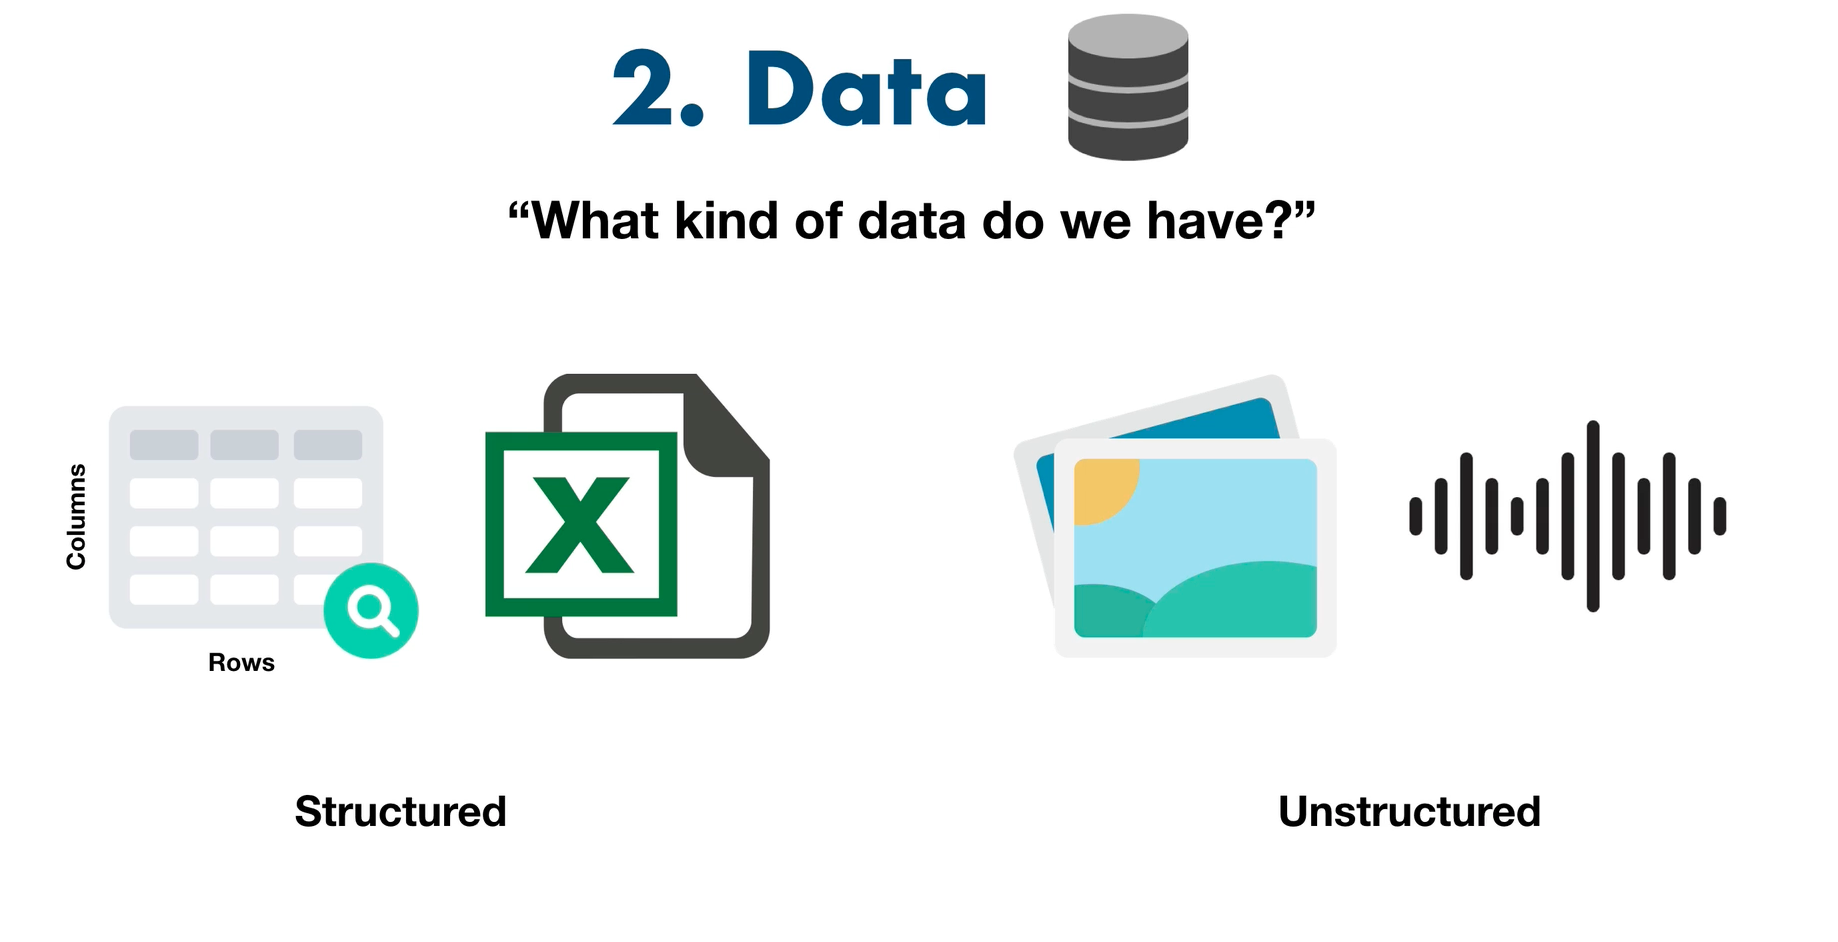 2. Data
“What kind of data do we have?”
Columns
X
Rows
Structured
Unstructured